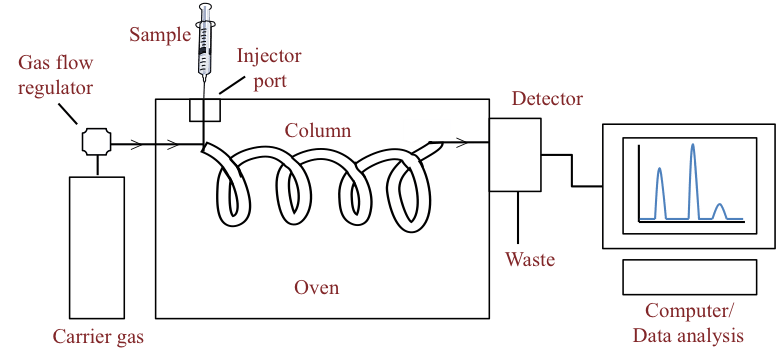 Sample
Gas flow
regulator
Injector
port
Detector
Column
Oven
Waste
Carrier gas
Computer/
Data analysis